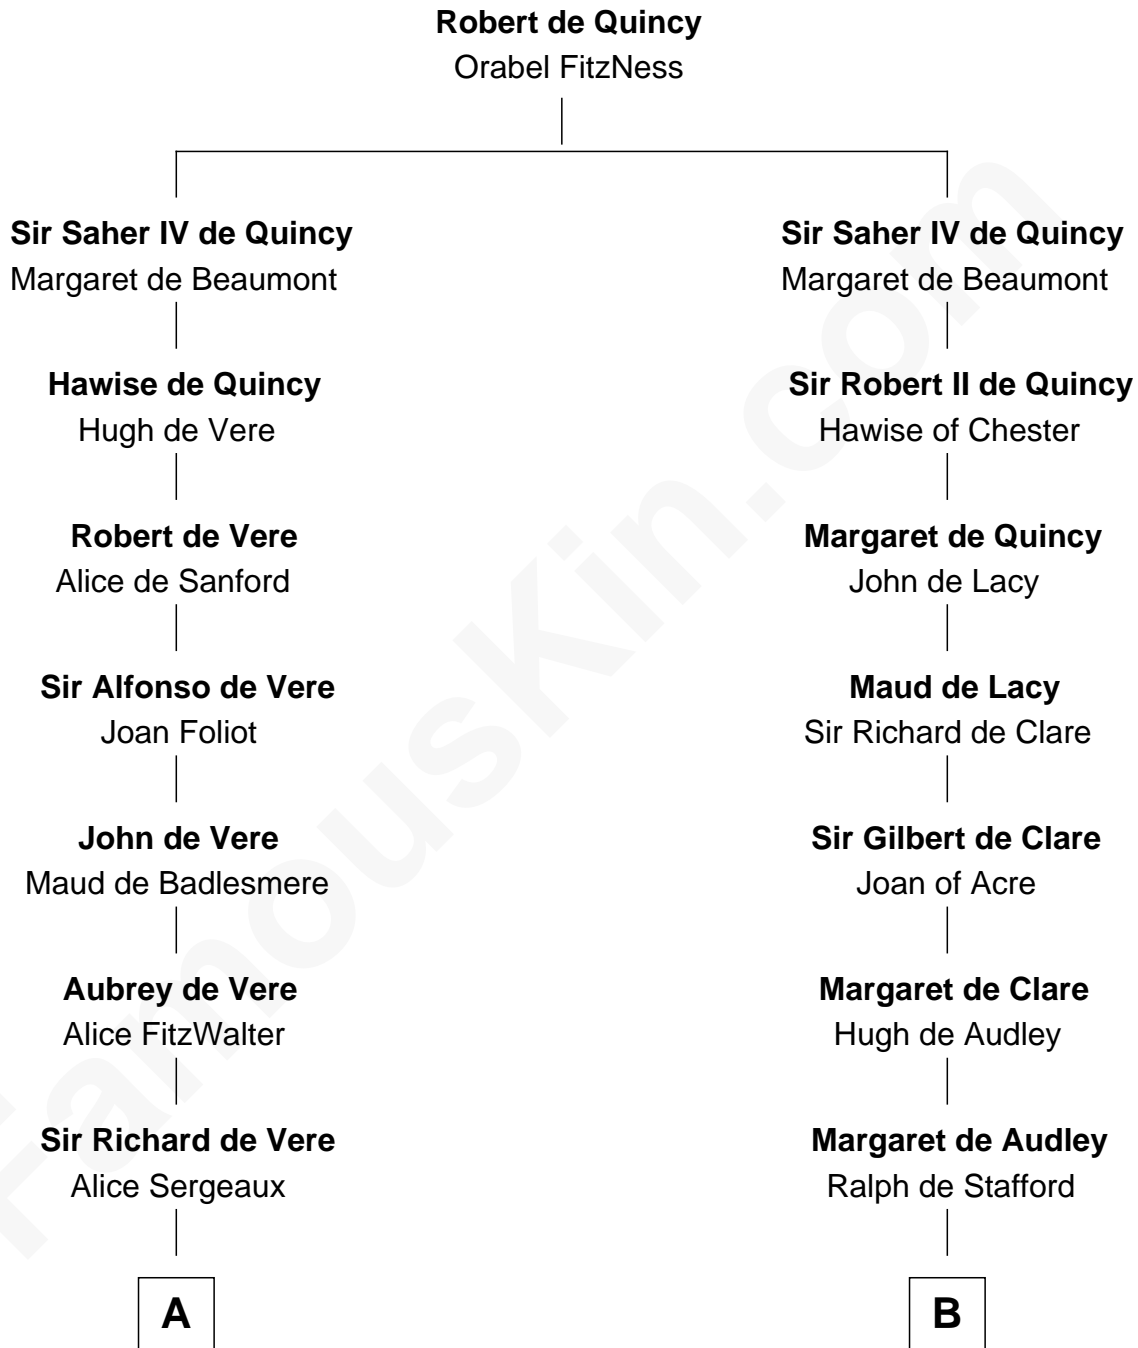 Robert de Quincy
Orabel FitzNess
Sir Saher IV de Quincy
Margaret de Beaumont
Sir Saher IV de Quincy
Margaret de Beaumont
Hawise de Quincy
Hugh de Vere
Sir Robert II de Quincy
Hawise of Chester
Robert de Vere
Alice de Sanford
Margaret de Quincy
John de Lacy
Sir Alfonso de Vere
Joan Foliot
Maud de Lacy
Sir Richard de Clare
John de Vere
Maud de Badlesmere
Sir Gilbert de Clare
Joan of Acre
Aubrey de Vere
Alice FitzWalter
Margaret de Clare
Hugh de Audley
Sir Richard de Vere
Alice Sergeaux
Margaret de Audley
Ralph de Stafford
A
B
FamousKin.com